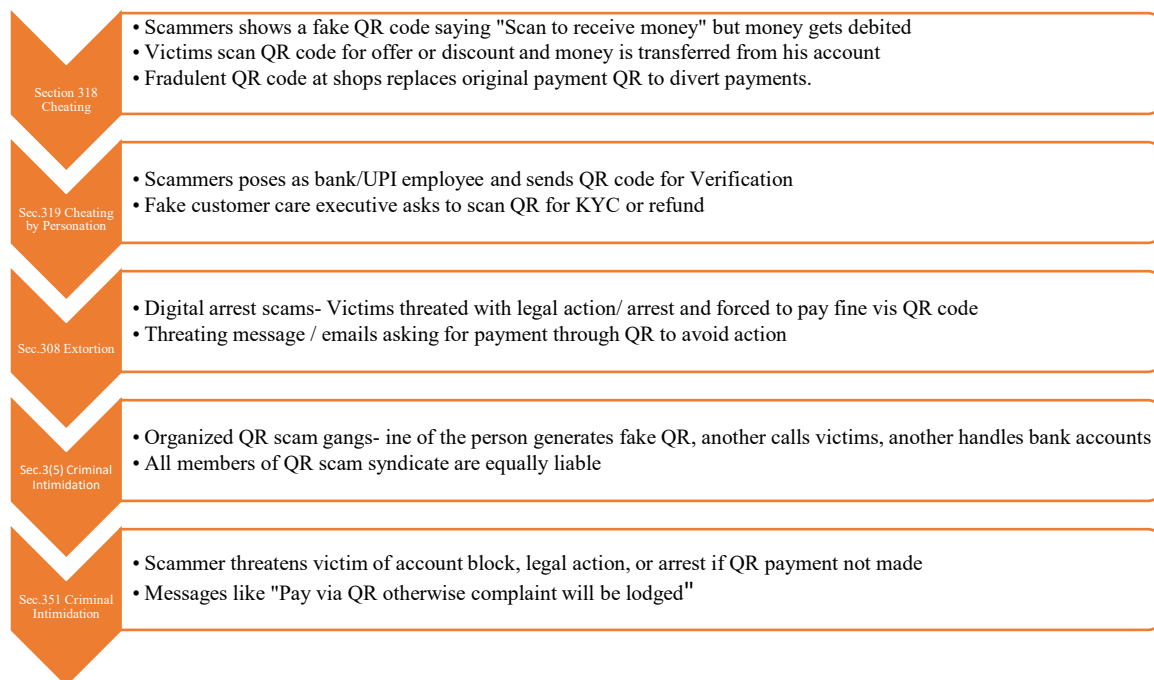 Section 318
Cheating
• Scammers shows a fake QR code saying "Scan to receive money" but money gets debited
• Victims scan QR code for offer or discount and money is transferred from his account
• Fradulent QR code at shops replaces original payment QR to divert payments.
Sec.319 Cheating
by Personation
• Scammers poses as bank/UPI employee and sends QR code for Verification
• Fake customer care executive asks to scan QR for KYC or refund
Sec.308 Extortion
• Digital arrest scams- Victims threated with legal action/ arrest and forced to pay fine vis QR code
• Threating message / emails asking for payment through QR to avoid action
Sec.3(5) Criminal
Intimidation
• Organized QR scam gangs- ine of the person generates fake QR, another calls victims, another handles bank accounts
• All members of QR scam syndicate are equally liable
Sec.351 Criminal
Intimidation
• Scammer threatens victim of account block, legal action, or arrest if QR payment not made
• Messages like "Pay via QR otherwise complaint will be lodged"